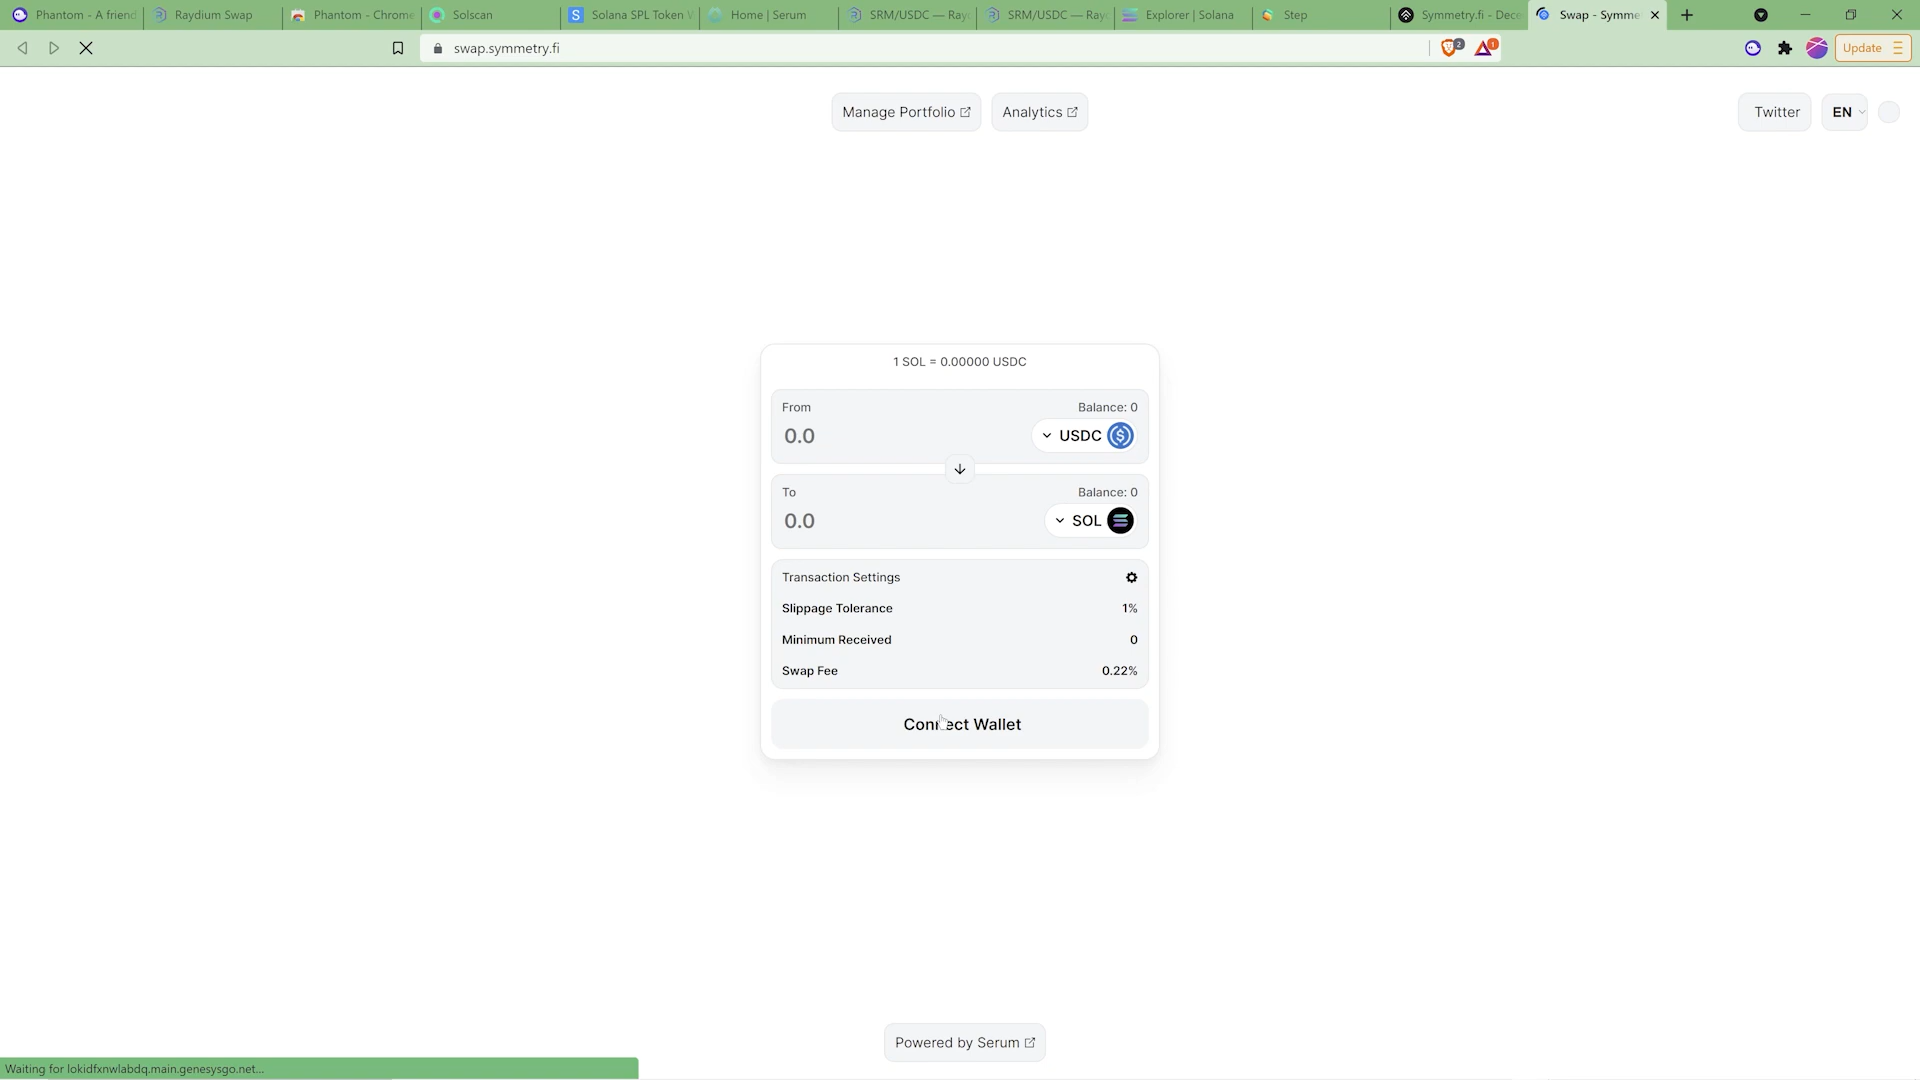 Phantom - A friend
Raydium Swap
Phantom - Chrome
Solscan
Solana SPL Token W
Home | Serum
SRM/USDC — Ray
SRM/USDC — Ray
Explorer | Solana
Step
Symmetry.fi - Dece
Swap - Symme
swap.symmetry.fi
2
1
Update
Manage Portfolio
Analytics
Twitter
EN
1 SOL = 0.00000 USDC
From
Balance: 0
0.0
USDC
To
Balance: 0
0.0
SOL
Transaction Settings
Slippage Tolerance
1%
Minimum Received
0
Swap Fee
0.22%
Connect Wallet
Powered by Serum
Waiting for lokidfxnwlabdq.main.genesysgo.net...